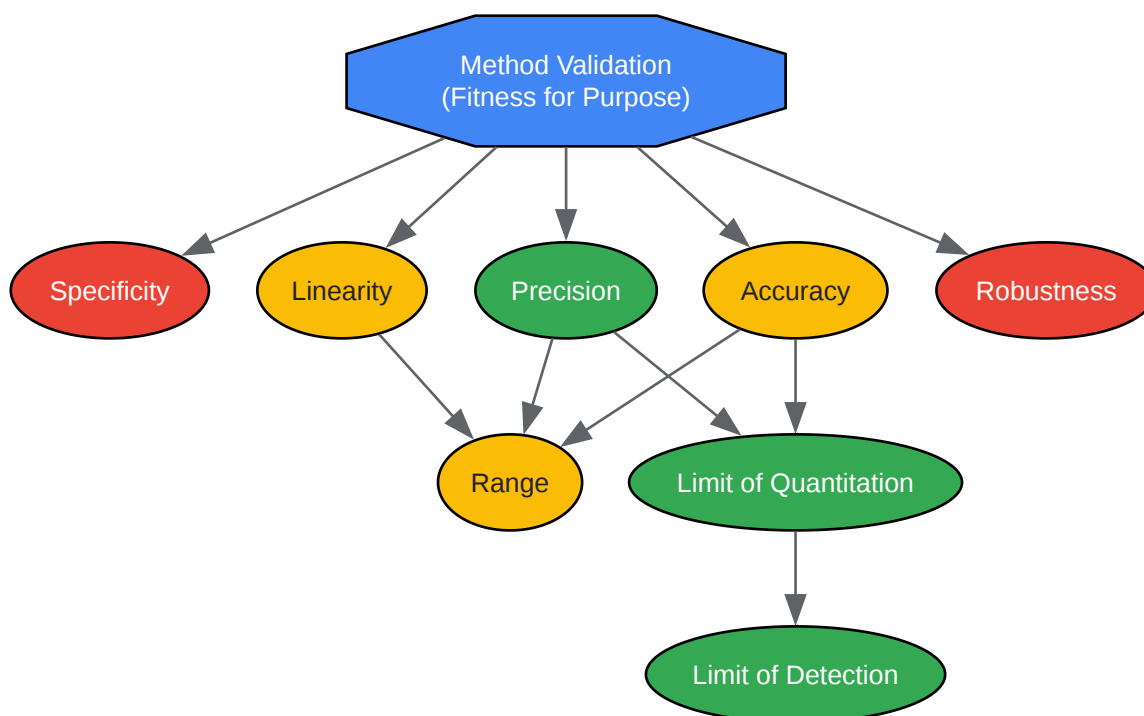 Method Validation
(Fitness for Purpose)
Specificity
Linearity
Precision
Accuracy
Robustness
Range
Limit of Quantitation
Limit of Detection